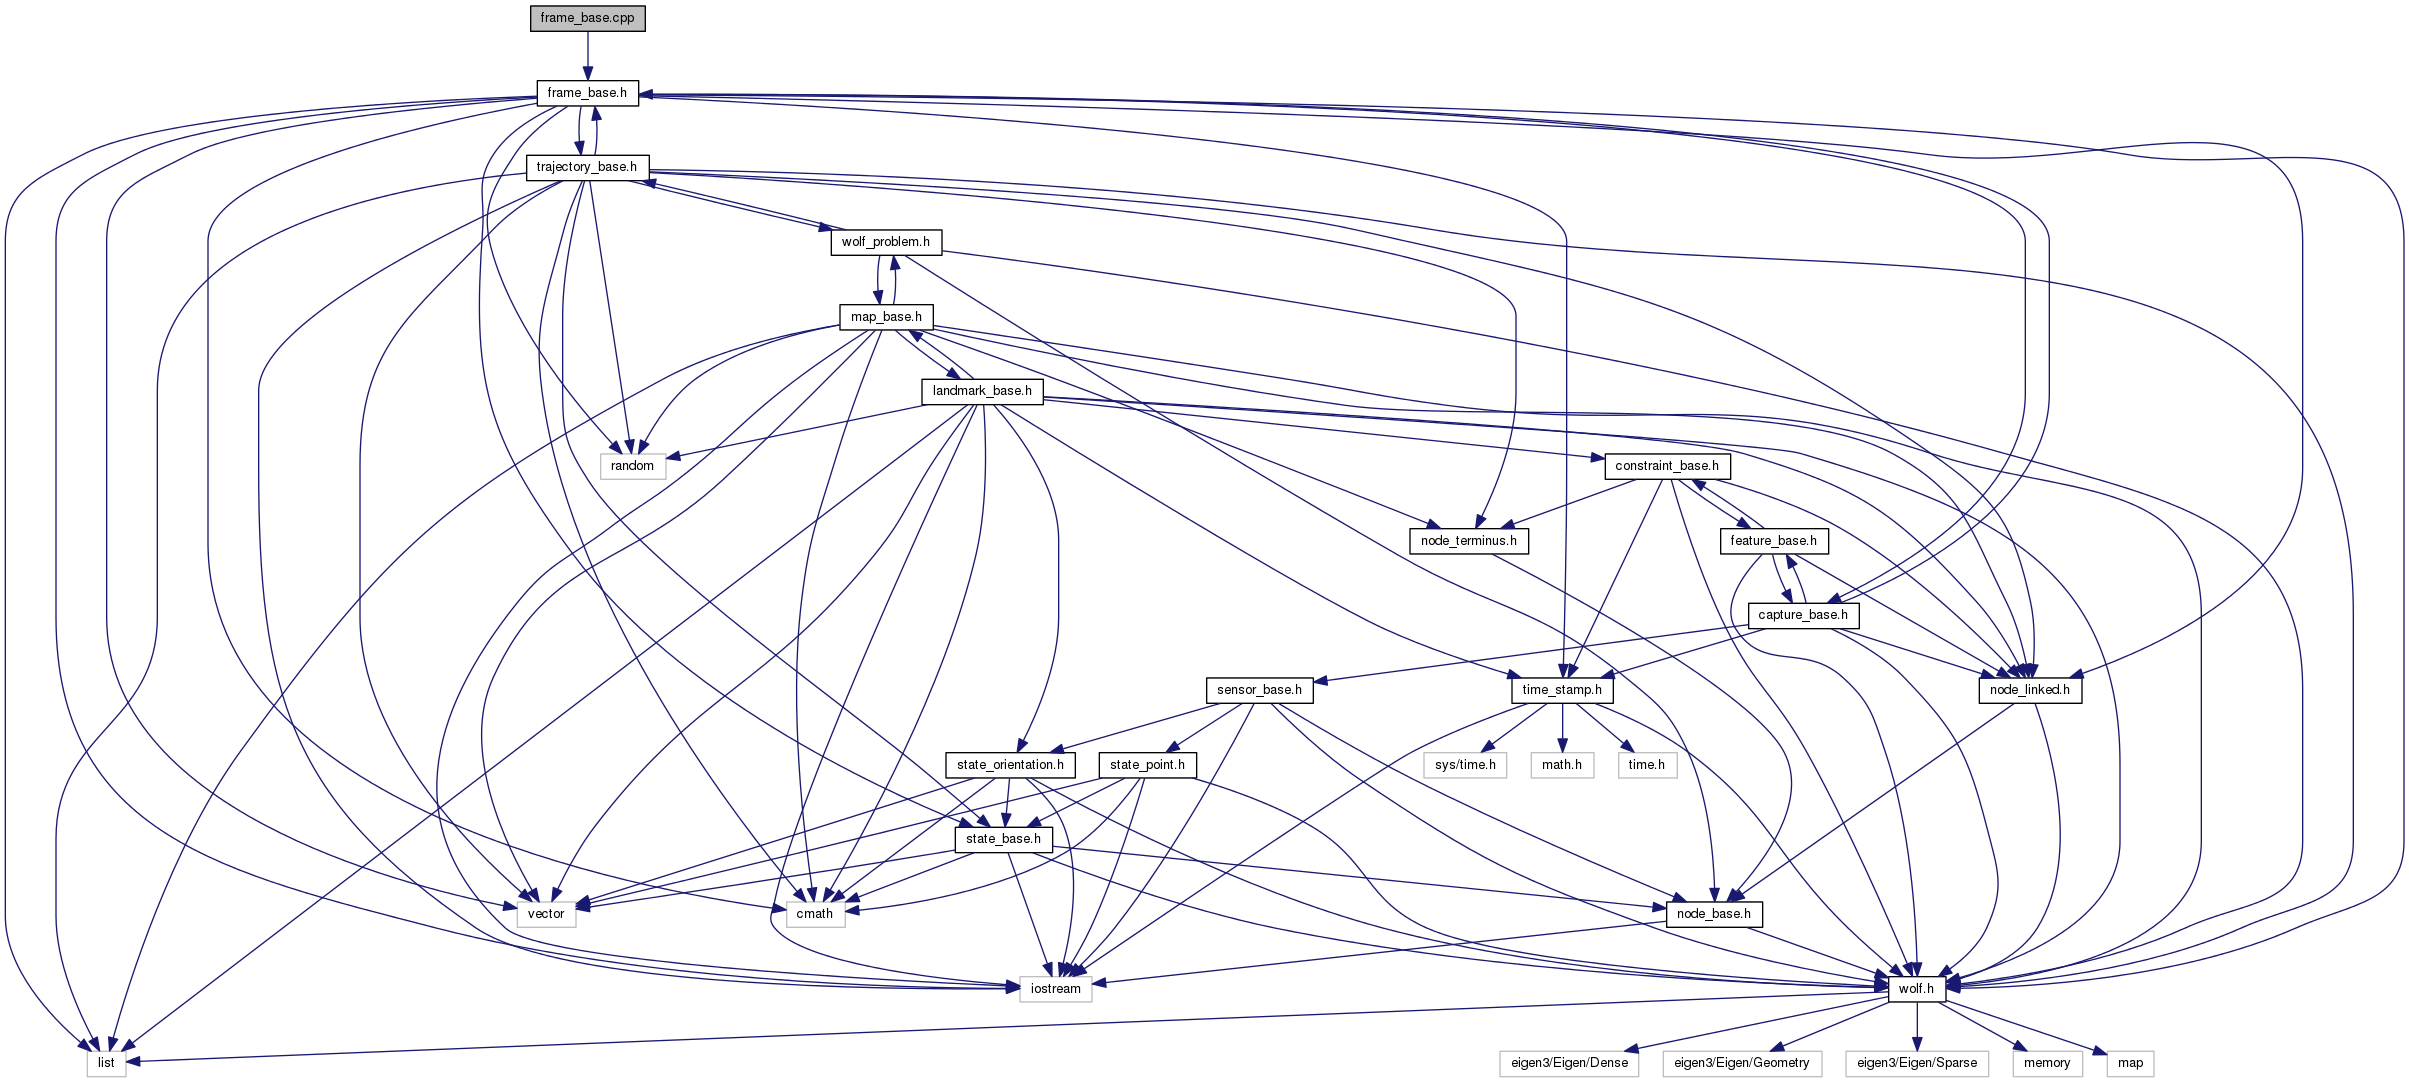 frame_base.cpp
frame_base.h
trajectory_base.h
wolf_problem.h
map_base.h
landmark_base.h
random
constraint_base.h
node_terminus.h
feature_base.h
capture_base.h
sensor_base.h
time_stamp.h
node_linked.h
state_orientation.h
state_point.h
sys/time.h
math.h
time.h
state_base.h
vector
cmath
node_base.h
iostream
wolf.h
list
eigen3/Eigen/Dense
eigen3/Eigen/Geometry
eigen3/Eigen/Sparse
memory
map